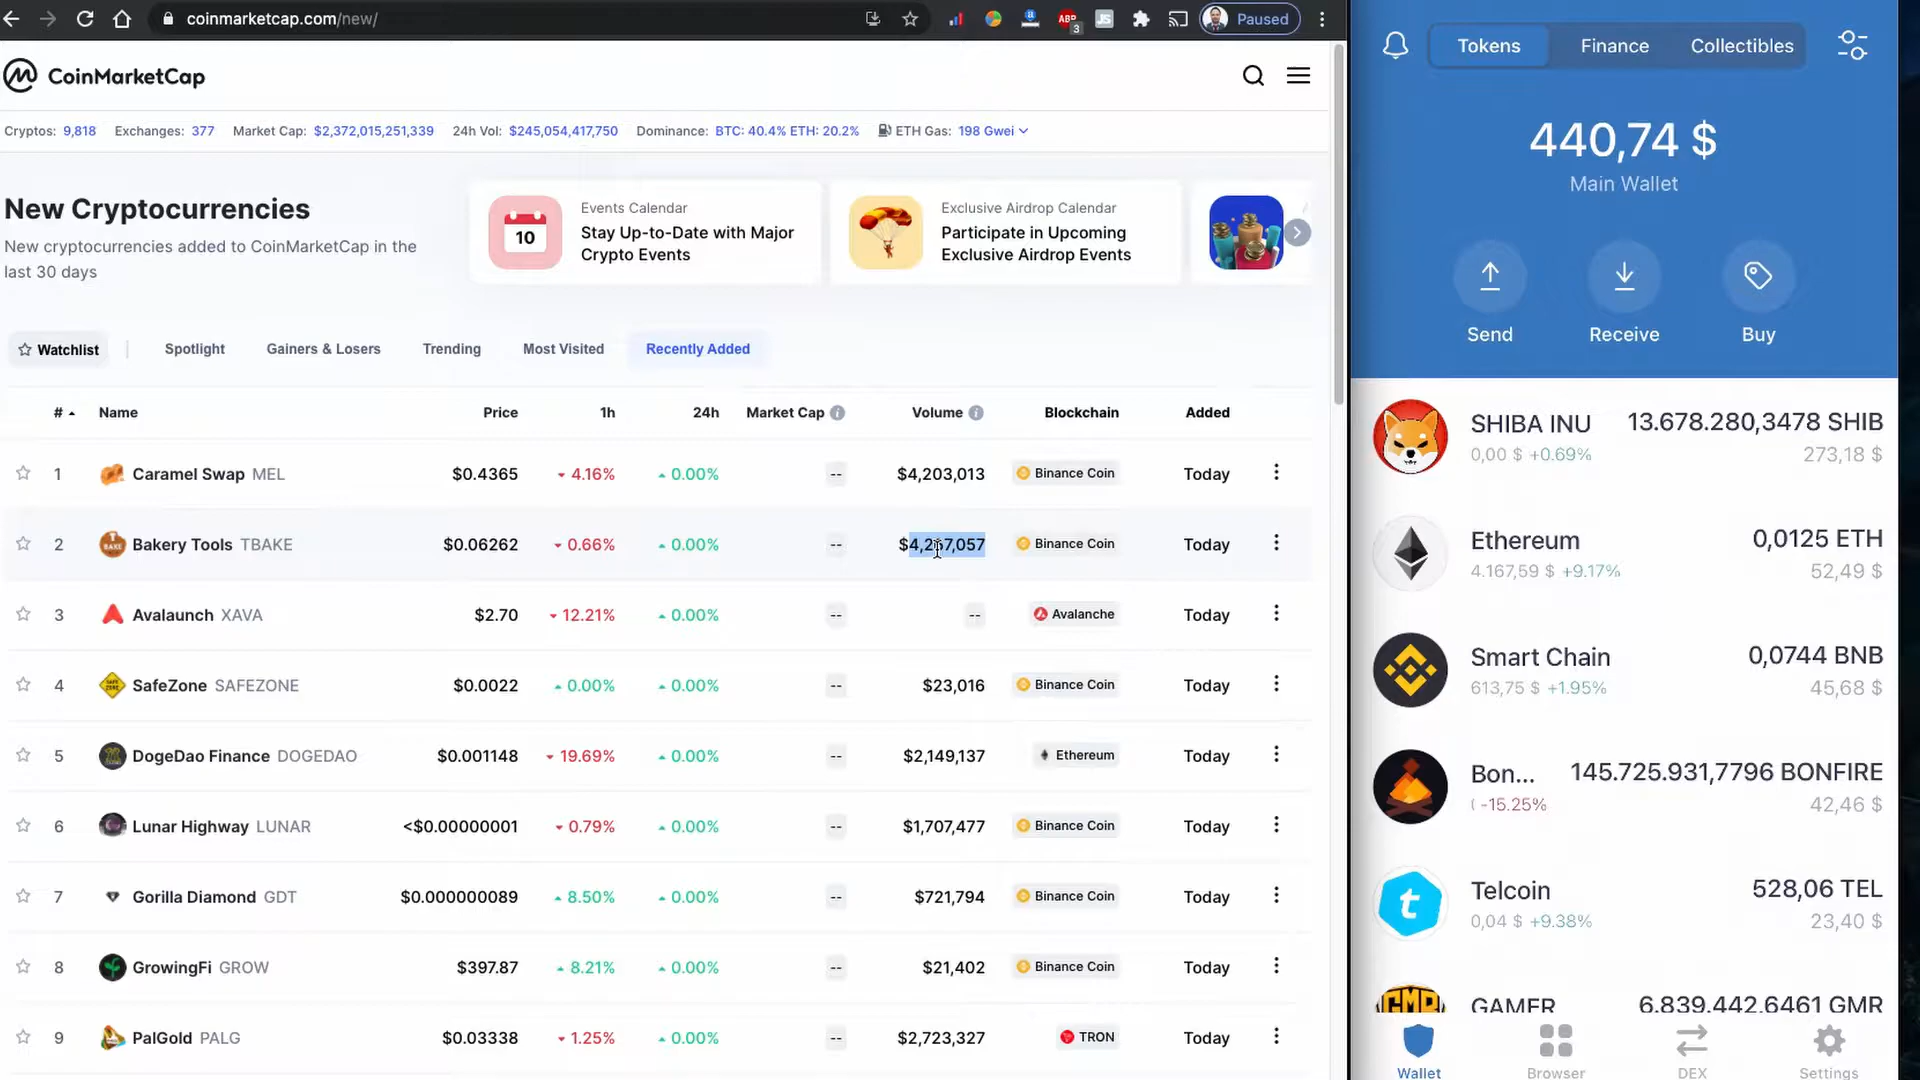 coinmarketcap.com/new/
ABP
3
JS
Paused
CoinMarketCap
Cryptos: 9,818 Exchanges: 377 Market Cap: $2,372,015,251,339 24h Vol: $245,054,417,750 Dominance: BTC: 40.4% ETH: 20.2% ETH Gas: 198 Gwei
New Cryptocurrencies
New cryptocurrencies added to CoinMarketCap in the
last 30 days
10
Events Calendar
Stay Up-to-Date with Major
Crypto Events
Exclusive Airdrop Calendar
Participate in Upcoming
Exclusive Airdrop Events
Watchlist Spotlight Gainers & Losers Trending Most Visited Recently Added
# Name Price 1h 24h Market Cap Volume Blockchain Added
1 Caramel Swap MEL $0.4365 4.16% 0.00% -- $4,203,013 Binance Coin Today
2 Bakery Tools TBAKE $0.06262 0.66% 0.00% -- Binance Coin Today
3 Avalaunch XAVA $2.70 12.21% 0.00% -- -- Avalanche Today
4 SafeZone SAFEZONE $0.0022 0.00% 0.00% -- $23,016 Binance Coin Today
5 DogeDao Finance DOGEDAO $0.001148 19.69% 0.00% -- $2,149,137 Ethereum Today
6 Lunar Highway LUNAR <$0.00000001 0.79% 0.00% -- $1,707,477 Binance Coin Today
7 Gorilla Diamond GDT $0.000000089 8.50% 0.00% -- $721,794 Binance Coin Today
8 GrowingFi GROW $397.87 8.21% 0.00% -- $21,402 Binance Coin Today
9 PalGold PALG $0.03338 1.25% 0.00% -- $2,723,327 TRON Today
Tokens Finance Collectibles
440,74 $
Main Wallet
Send Receive Buy
SHIBA INU 13.678.280,3478 SHIB
0,00 $ +0.69% 273,18 $
Ethereum 0,0125 ETH
4.167,59 $ +9.17% 52,49 $
Smart Chain 0,0744 BNB
613,75 $ +1.95% 45,68 $
Bon... 145.725.931,7796 BONFIRE
( -15.25% 42,46 $
Telcoin 528,06 TEL
0,04 $ +9.38% 23,40 $
GAMER 6.839.442,6461 GMR
Wallet Browser DEX Settings